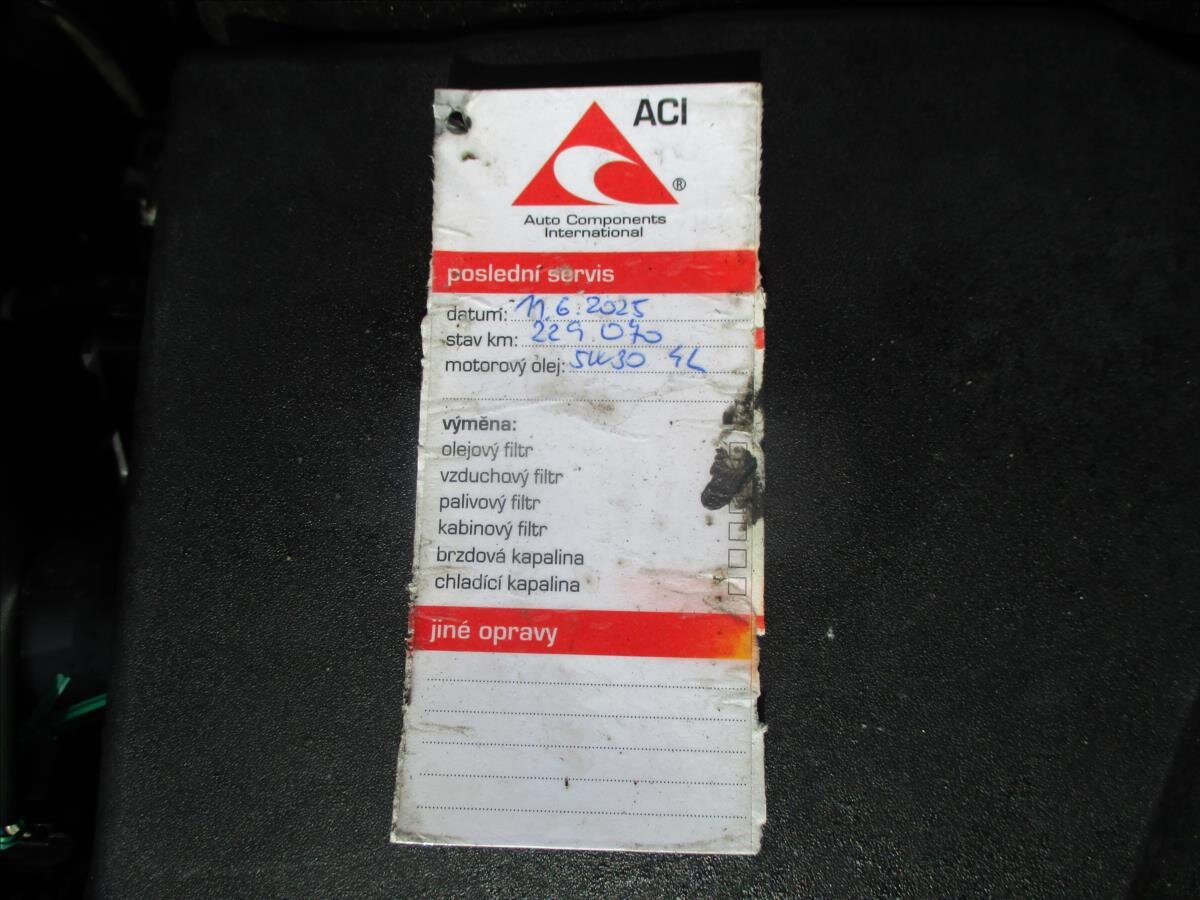 ACI
®
Auto Components
International
poslední servis
datum: 11.6.2025
stav km: 229 070
motorový olej: 5W30 4L
výměna:
olejový filtr
vzduchový filtr
palivový filtr
kabinový filtr
brzdová kapalina
chladící kapalina
jiné opravy